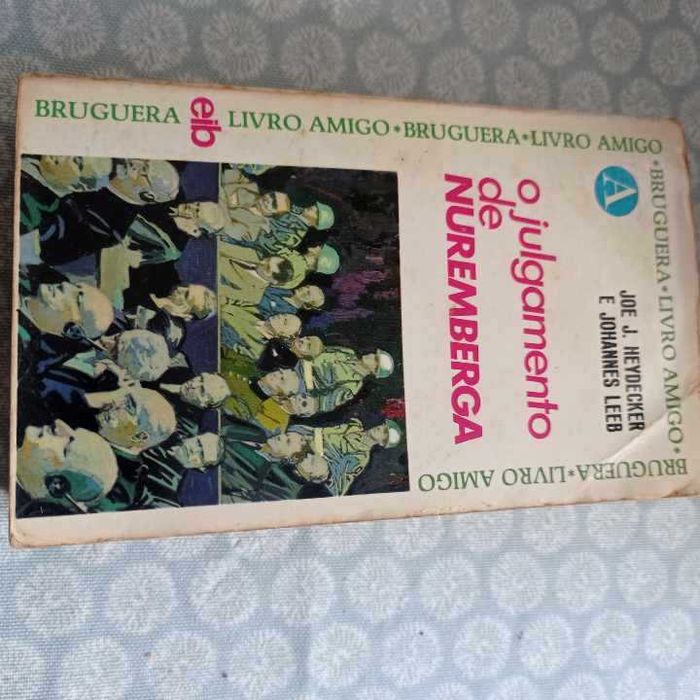 BRUGUERA eib LIVRO AMIGO • BRUGUERA • LIVRO AMIGO
• BRUGUERA • LIVRO AMIGO •
BRUGUERA • LIVRO AMIGO
A
JOE J. HEYDECKER
E JOHANNES LEEB
o julgamento
de
NUREMBERGA